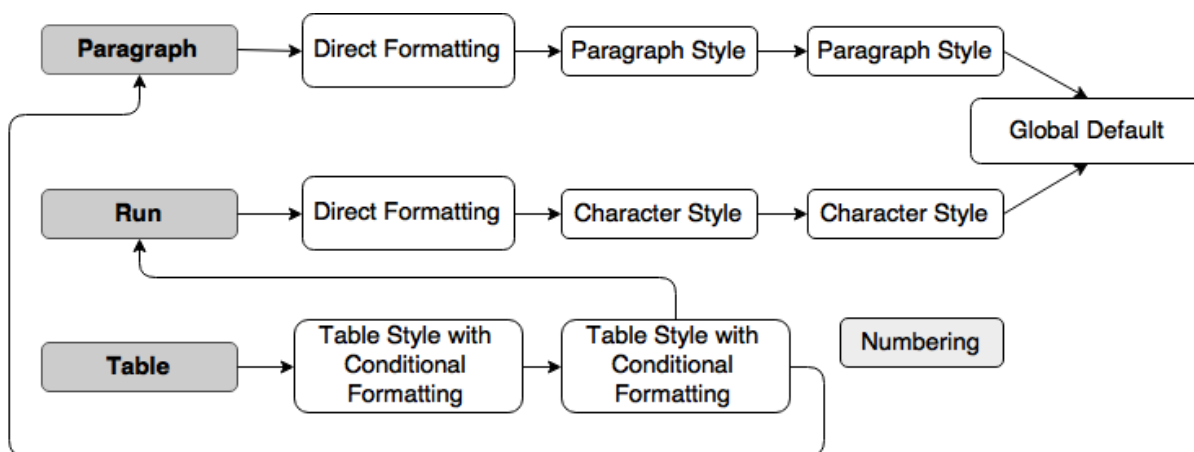 Paragraph
Direct Formatting
Paragraph Style
Paragraph Style
Global Default
Run
Direct Formatting
Character Style
Character Style
Table
Table Style with
Conditional
Formatting
Table Style with
Conditional
Formatting
Numbering